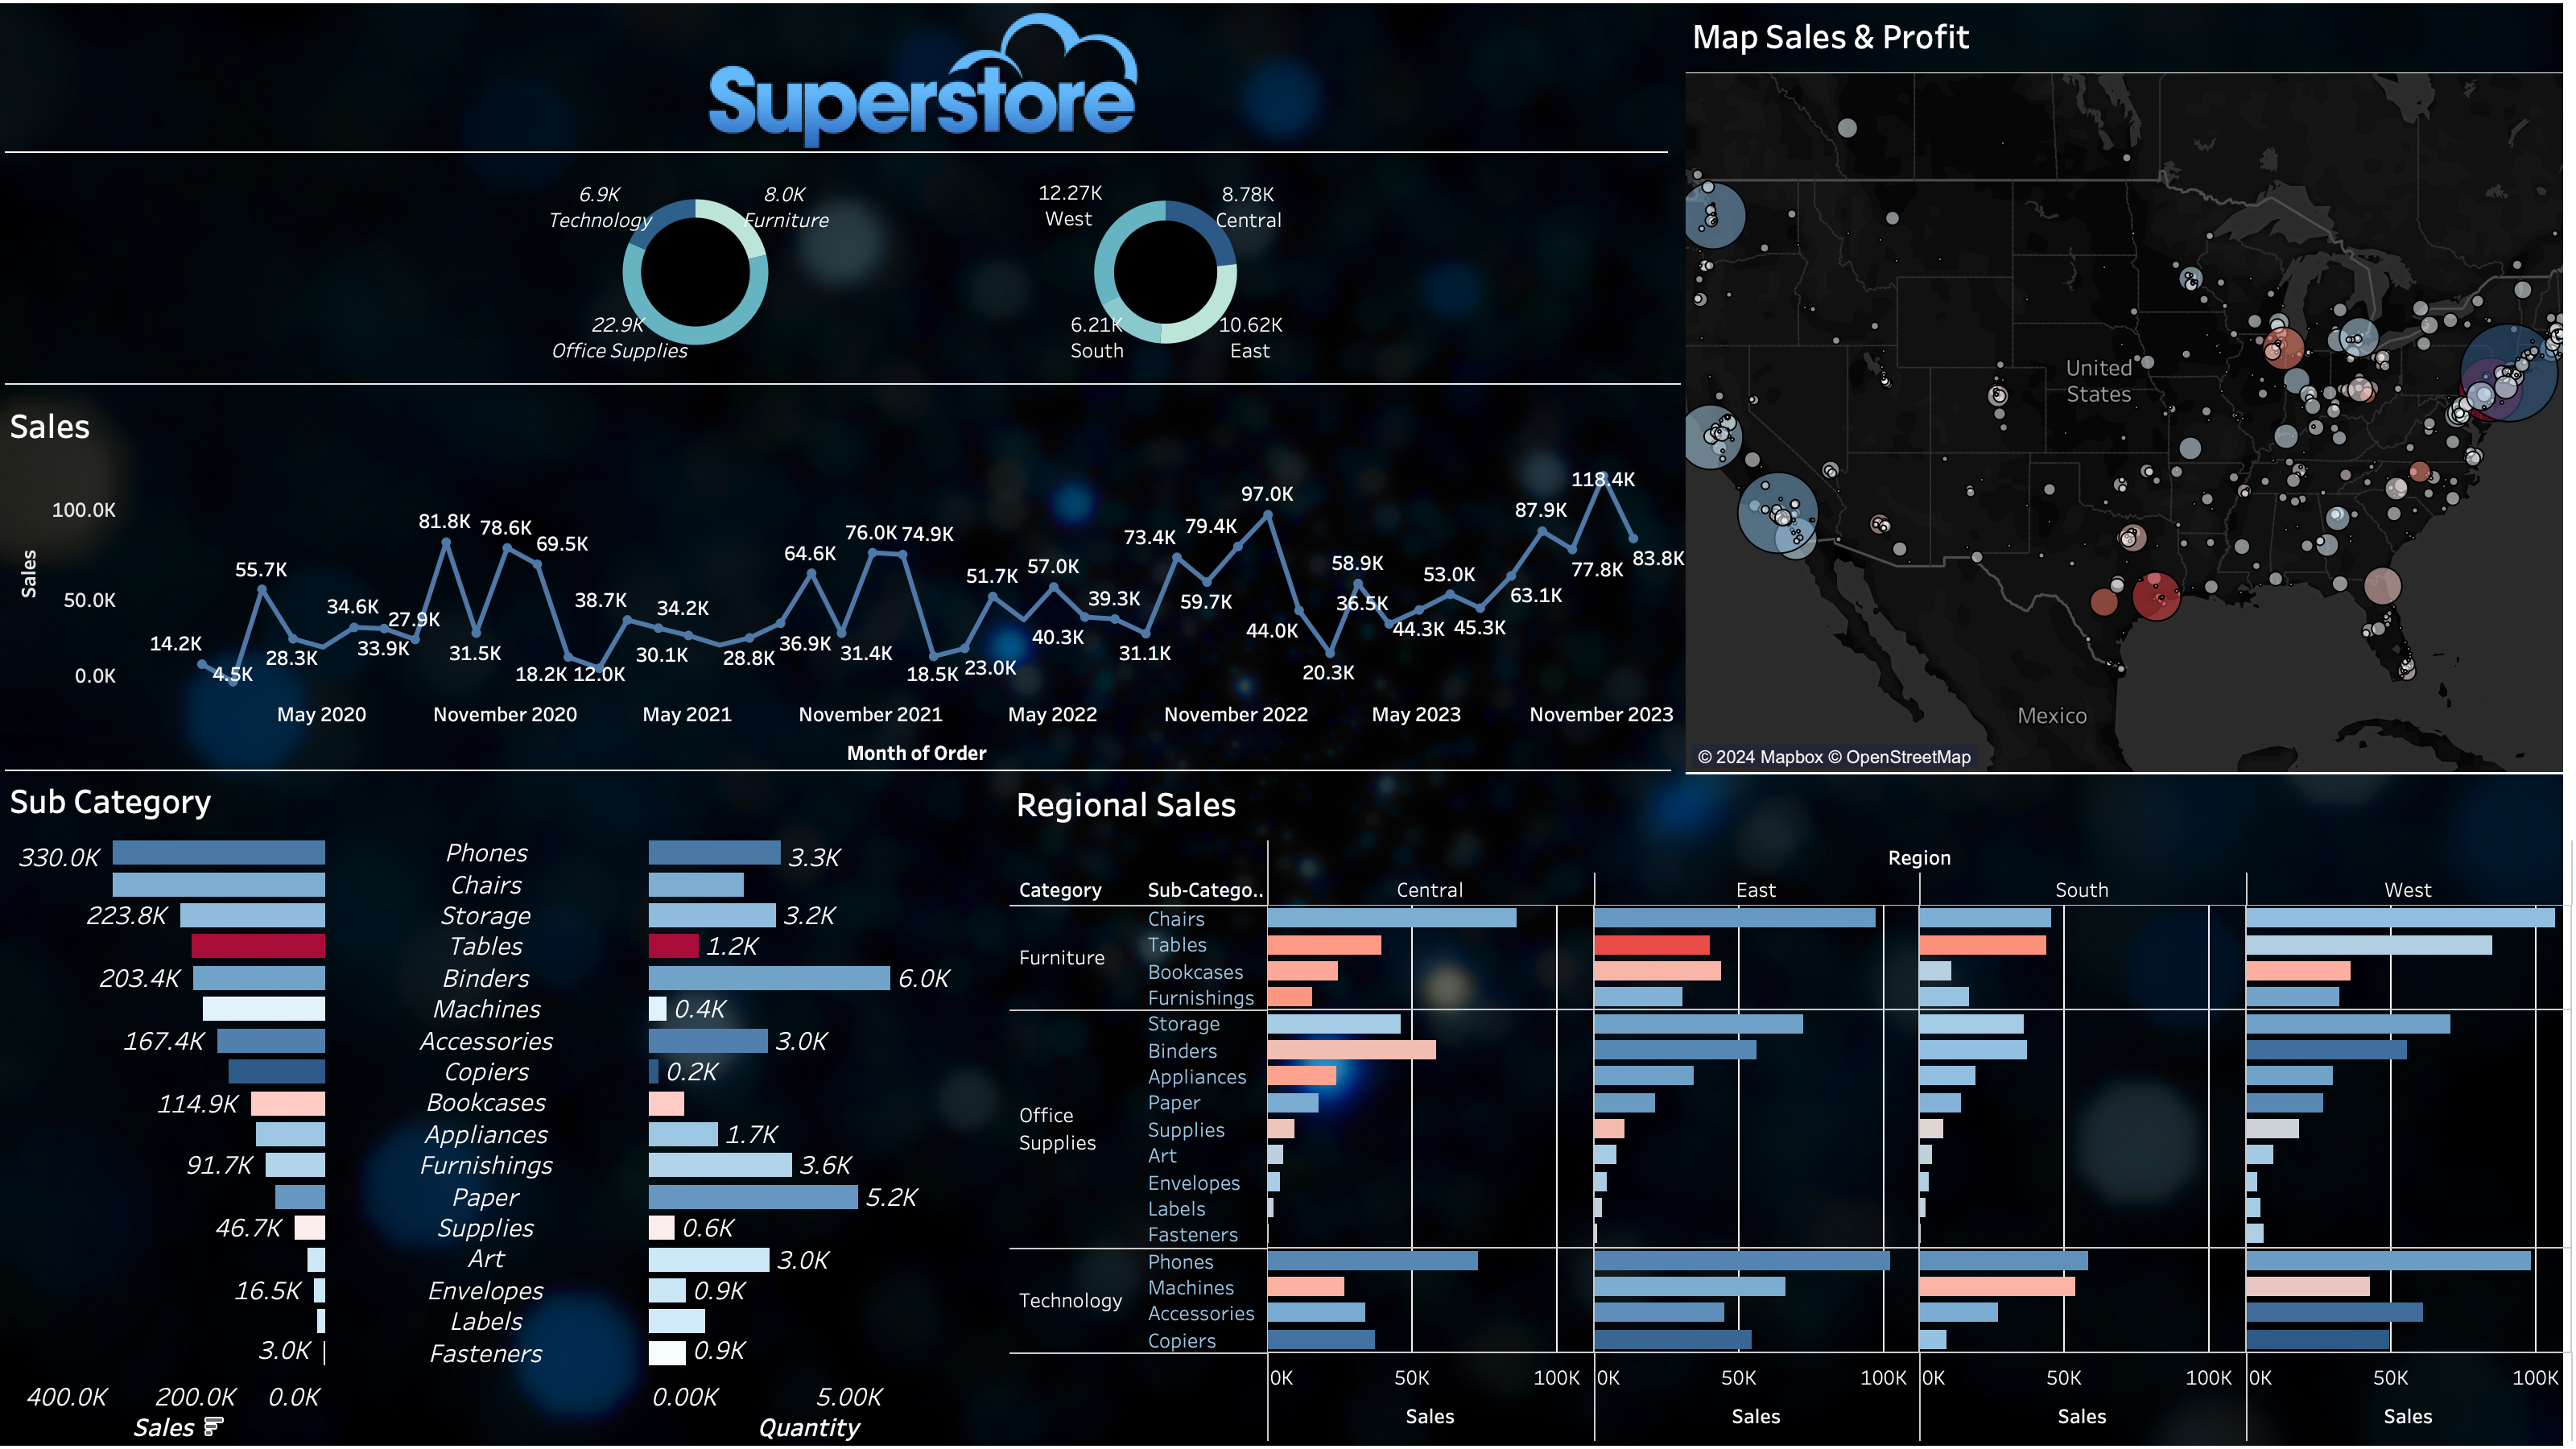 Superstore
6.9K
Technology
8.0K
Furniture
22.9K
Office Supplies
12.27K
West
8.78K
Central
6.21K
South
10.62K
East
Sales
Sales
100.0K
50.0K
0.0K
14.2K
4.5K
55.7K
28.3K
34.6K
33.9K
27.9K
81.8K
31.5K
78.6K
69.5K
18.2K
12.0K
38.7K
30.1K
34.2K
28.8K
36.9K
64.6K
31.4K
76.0K
74.9K
18.5K
23.0K
51.7K
40.3K
57.0K
39.3K
31.1K
73.4K
59.7K
79.4K
97.0K
44.0K
20.3K
58.9K
36.5K
44.3K
53.0K
45.3K
63.1K
87.9K
77.8K
118.4K
83.8K
May 2020
November 2020
May 2021
November 2021
May 2022
November 2022
May 2023
November 2023
Month of Order
Map Sales & Profit
United
States
Mexico
© 2024 Mapbox © OpenStreetMap
Sub Category
330.0K Phones 3.3K
Chairs
223.8K Storage 3.2K
Tables 1.2K
203.4K Binders 6.0K
Machines 0.4K
167.4K Accessories 3.0K
Copiers 0.2K
114.9K Bookcases
Appliances 1.7K
91.7K Furnishings 3.6K
Paper 5.2K
46.7K Supplies 0.6K
Art 3.0K
16.5K Envelopes 0.9K
Labels
3.0K Fasteners 0.9K
400.0K 200.0K 0.0K 0.00K 5.00K
Sales Quantity
Regional Sales
Region
Category Sub-Catego.. Central East South West
Furniture
Chairs
Tables
Bookcases
Furnishings
Office
Supplies
Storage
Binders
Appliances
Paper
Supplies
Art
Envelopes
Labels
Fasteners
Technology
Phones
Machines
Accessories
Copiers
0K 50K 100K 0K 50K 100K 0K 50K 100K 0K 50K 100K
Sales Sales Sales Sales